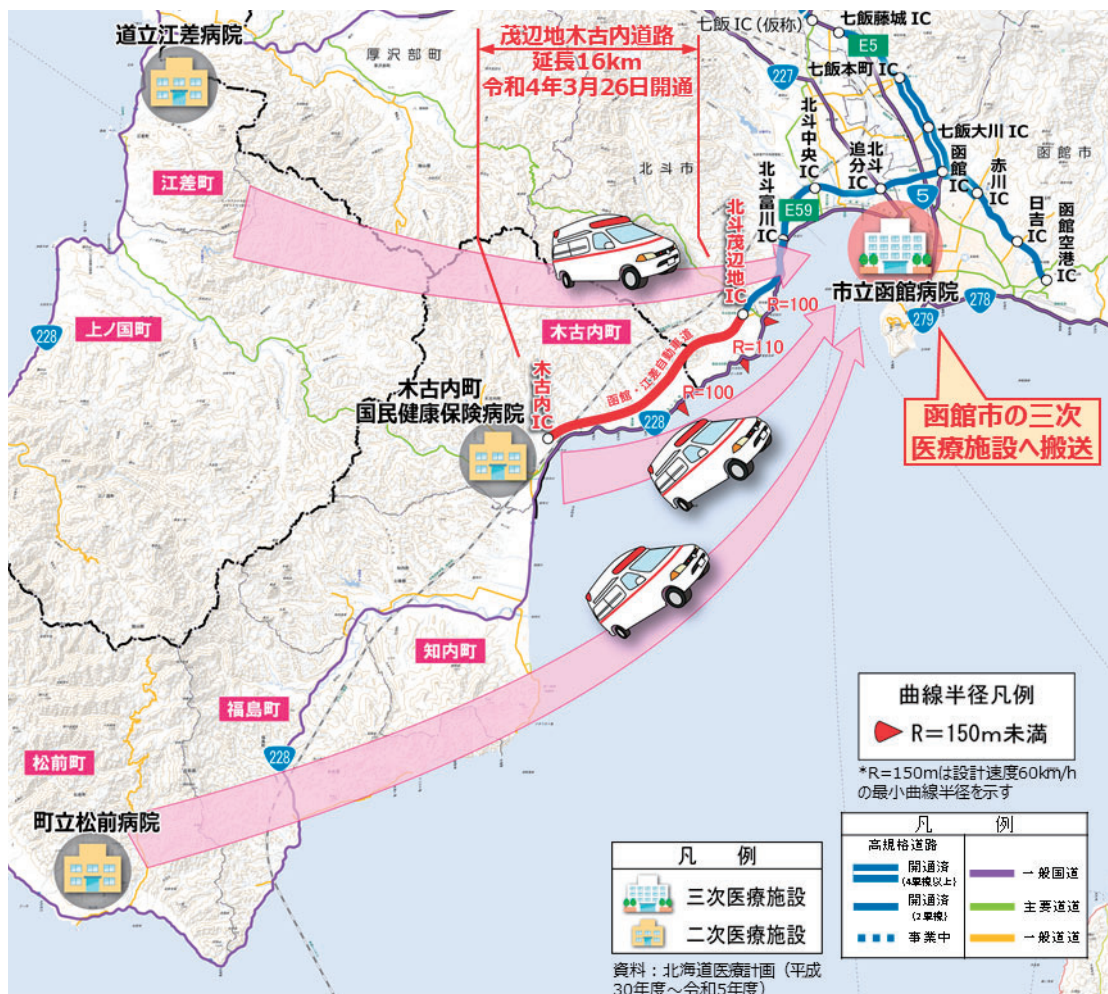 道立江差病院
厚沢部町
茂辺地木古内道路
延長16km
令和4年3月26日開通
七飯IC(仮称)
七飯藤城IC
E5
227
七飯本町IC
七飯大川IC
北斗市
函館市
北斗中央IC
北斗追分IC
函館IC
赤川IC
日吉IC
函館空港IC
5
江差町
北斗富川IC
E59
北斗茂辺地IC
市立函館病院
278
279
R=100
R=110
R=100
228
上ノ国町
木古内町
函館・江差自動車道
木古内町
国民健康保険病院
木古内IC
228
函館市の三次
医療施設へ搬送
知内町
福島町
228
松前町
町立松前病院
曲線半径凡例
R=150m未満
*R=150mは設計速度60km/h
の最小曲線半径を示す
凡 例
三次医療施設
二次医療施設
資料:北海道医療計画(平成
30年度~令和5年度)
凡 例
高規格道路
開通済
(4車線以上)
開通済
(2車線)
事業中
一般国道
主要道道
一般道道